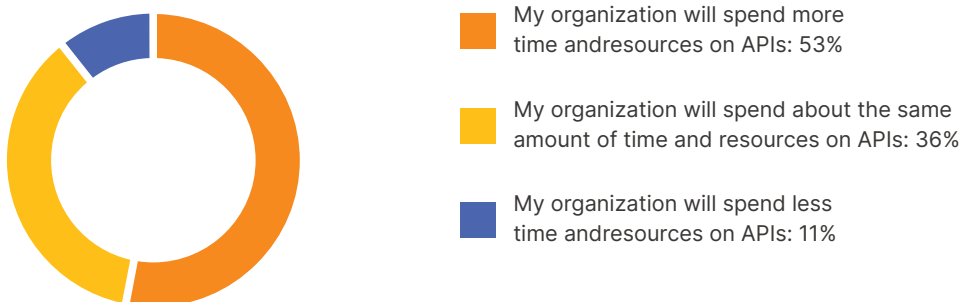 My organization will spend more
time andresources on APIs: 53%
My organization will spend about the same
amount of time and resources on APIs: 36%
My organization will spend less
time andresources on APIs: 11%